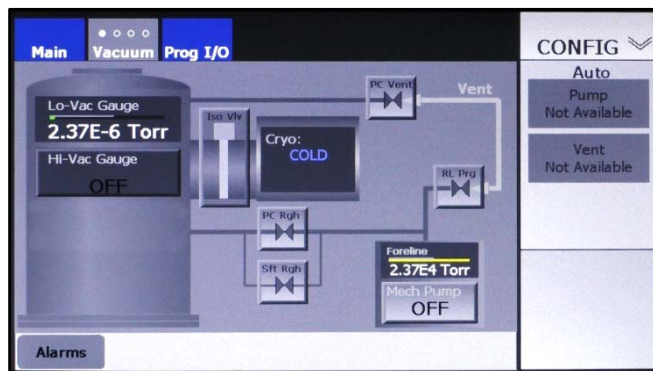 Main
Vacuum
Prog I/O
CONFIG
Auto
Pump
Not Available
Vent
Not Available
PC Vent
Vent
Lo-Vac Gauge
2.37E-6 Torr
Hi-Vac Gauge
OFF
Iso Vlv
Cryo:
COLD
RL Prg
PC Rgh
Sft Rgh
Foreline
2.37E4 Torr
Mech Pump
OFF
Alarms